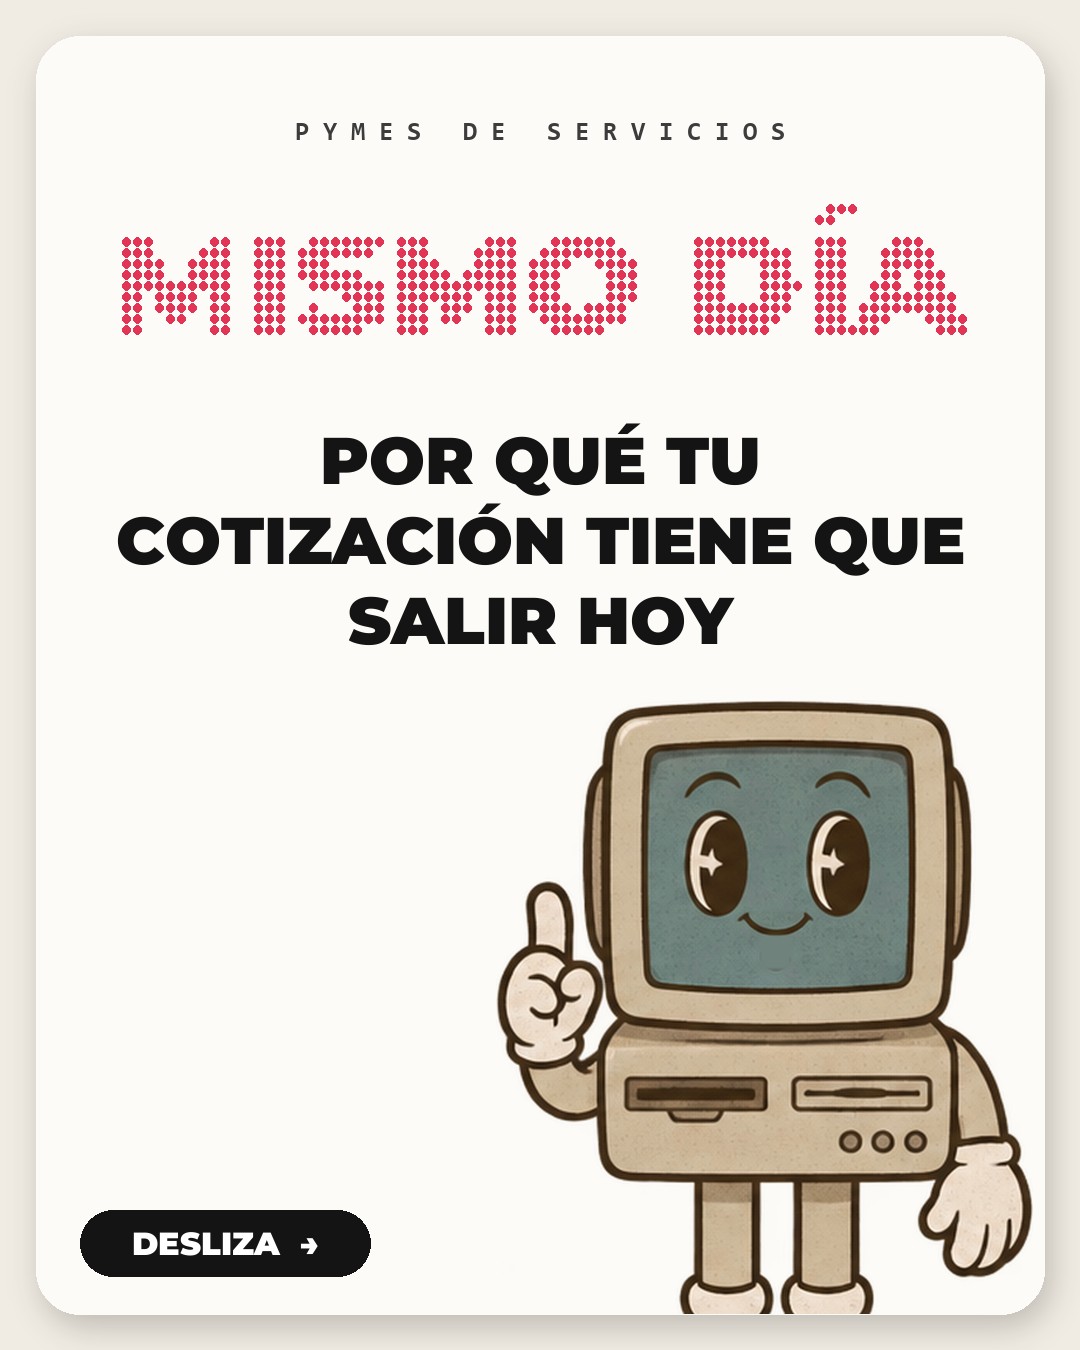 PYMES DE SERVICIOS
MISMO DÍA
POR QUÉ TU
COTIZACIÓN TIENE QUE
SALIR HOY
DESLIZA →